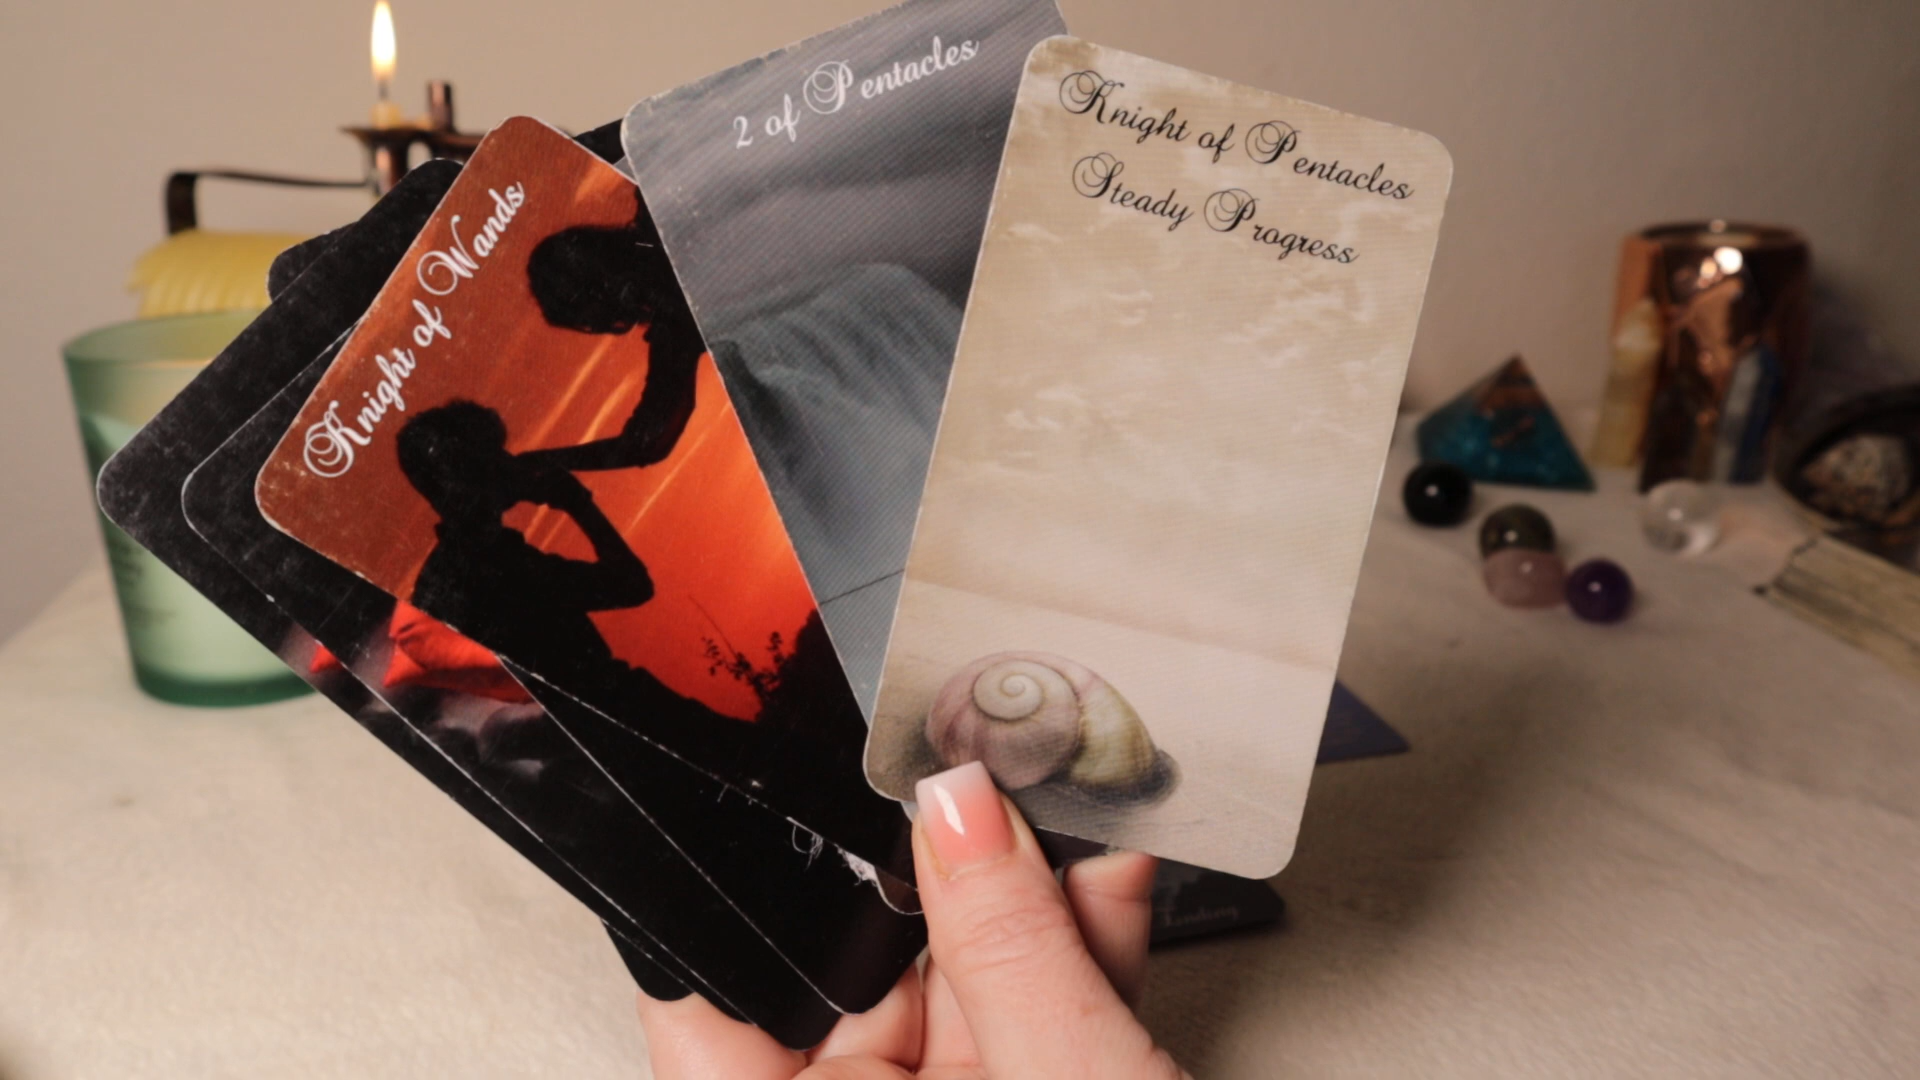 Knight of Wands
2 of Pentacles
Knight of Pentacles
Steady Progress